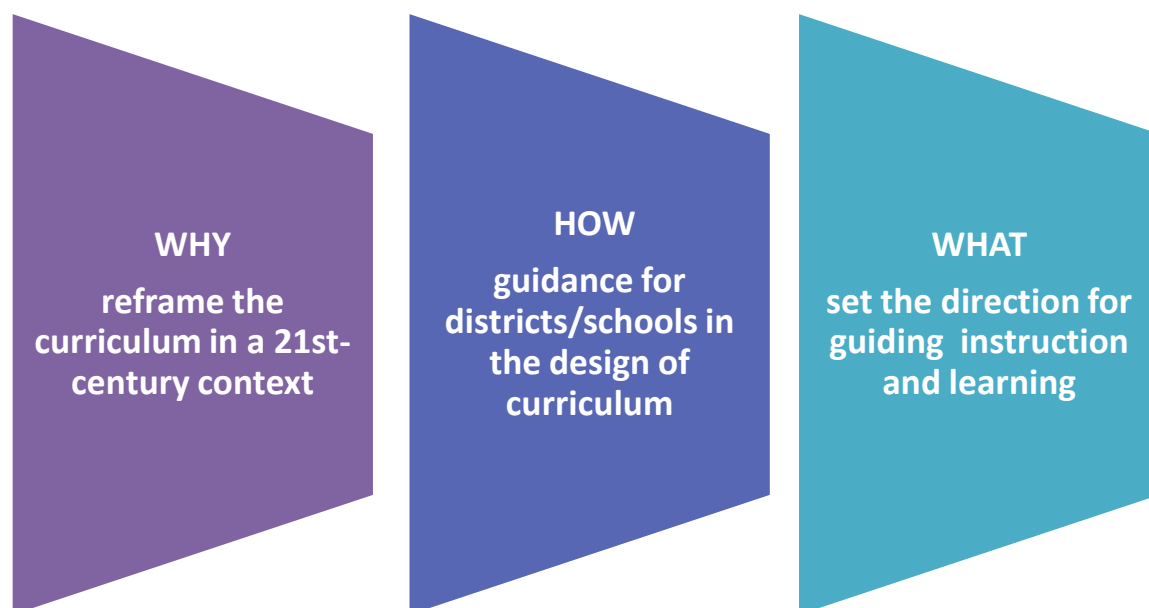 WHY
reframe the
curriculum in a 21st-
century context
HOW
guidance for
districts/schools in
the design of
curriculum
WHAT
set the direction for
guiding  instruction
and learning